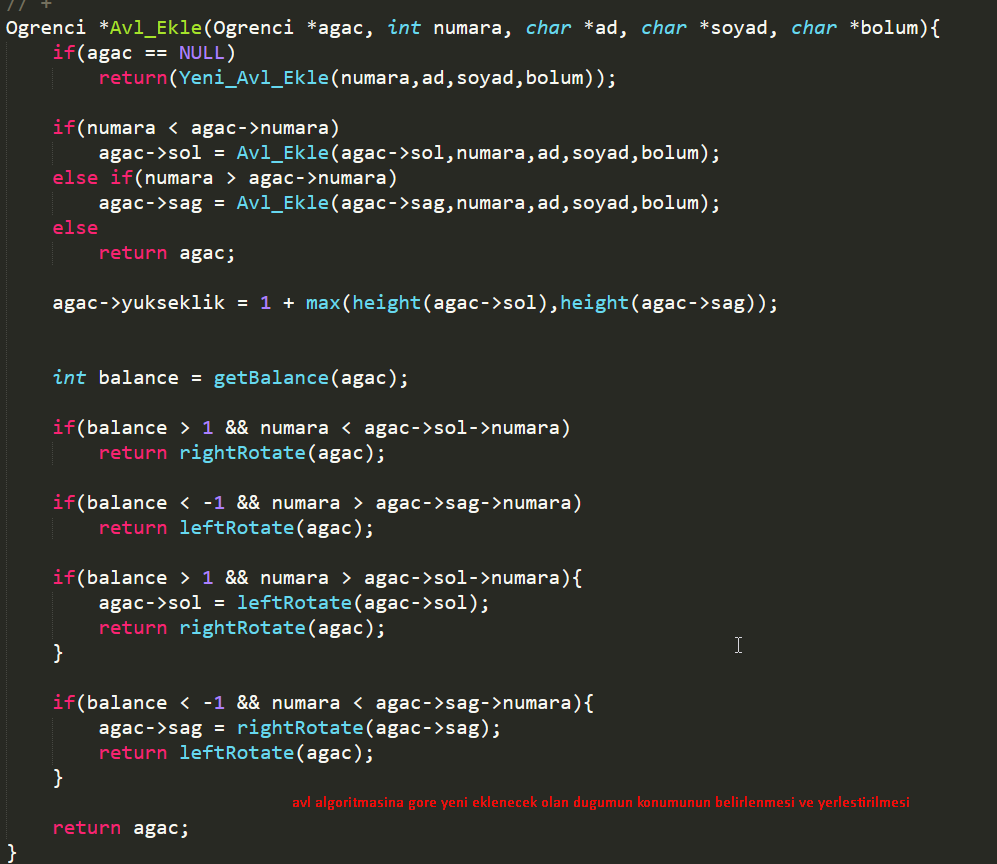 // +
Ogrenci *Avl_Ekle(Ogrenci *agac, int numara, char *ad, char *soyad, char *bolum){
    if(agac == NULL)
        return(Yeni_Avl_Ekle(numara,ad,soyad,bolum));

    if(numara < agac->numara)
        agac->sol = Avl_Ekle(agac->sol,numara,ad,soyad,bolum);
    else if(numara > agac->numara)
        agac->sag = Avl_Ekle(agac->sag,numara,ad,soyad,bolum);
    else
        return agac;

    agac->yukseklik = 1 + max(height(agac->sol),height(agac->sag));

    int balance = getBalance(agac);

    if(balance > 1 && numara < agac->sol->numara)
        return rightRotate(agac);

    if(balance < -1 && numara > agac->sag->numara)
        return leftRotate(agac);

    if(balance > 1 && numara > agac->sol->numara){
        agac->sol = leftRotate(agac->sol);
        return rightRotate(agac);
    }

    if(balance < -1 && numara < agac->sag->numara){
        agac->sag = rightRotate(agac->sag);
        return leftRotate(agac);
    }
avl algoritmasina gore yeni eklenecek olan dugumun konumunun belirlenmesi ve yerlestirilmesi
    return agac;
}